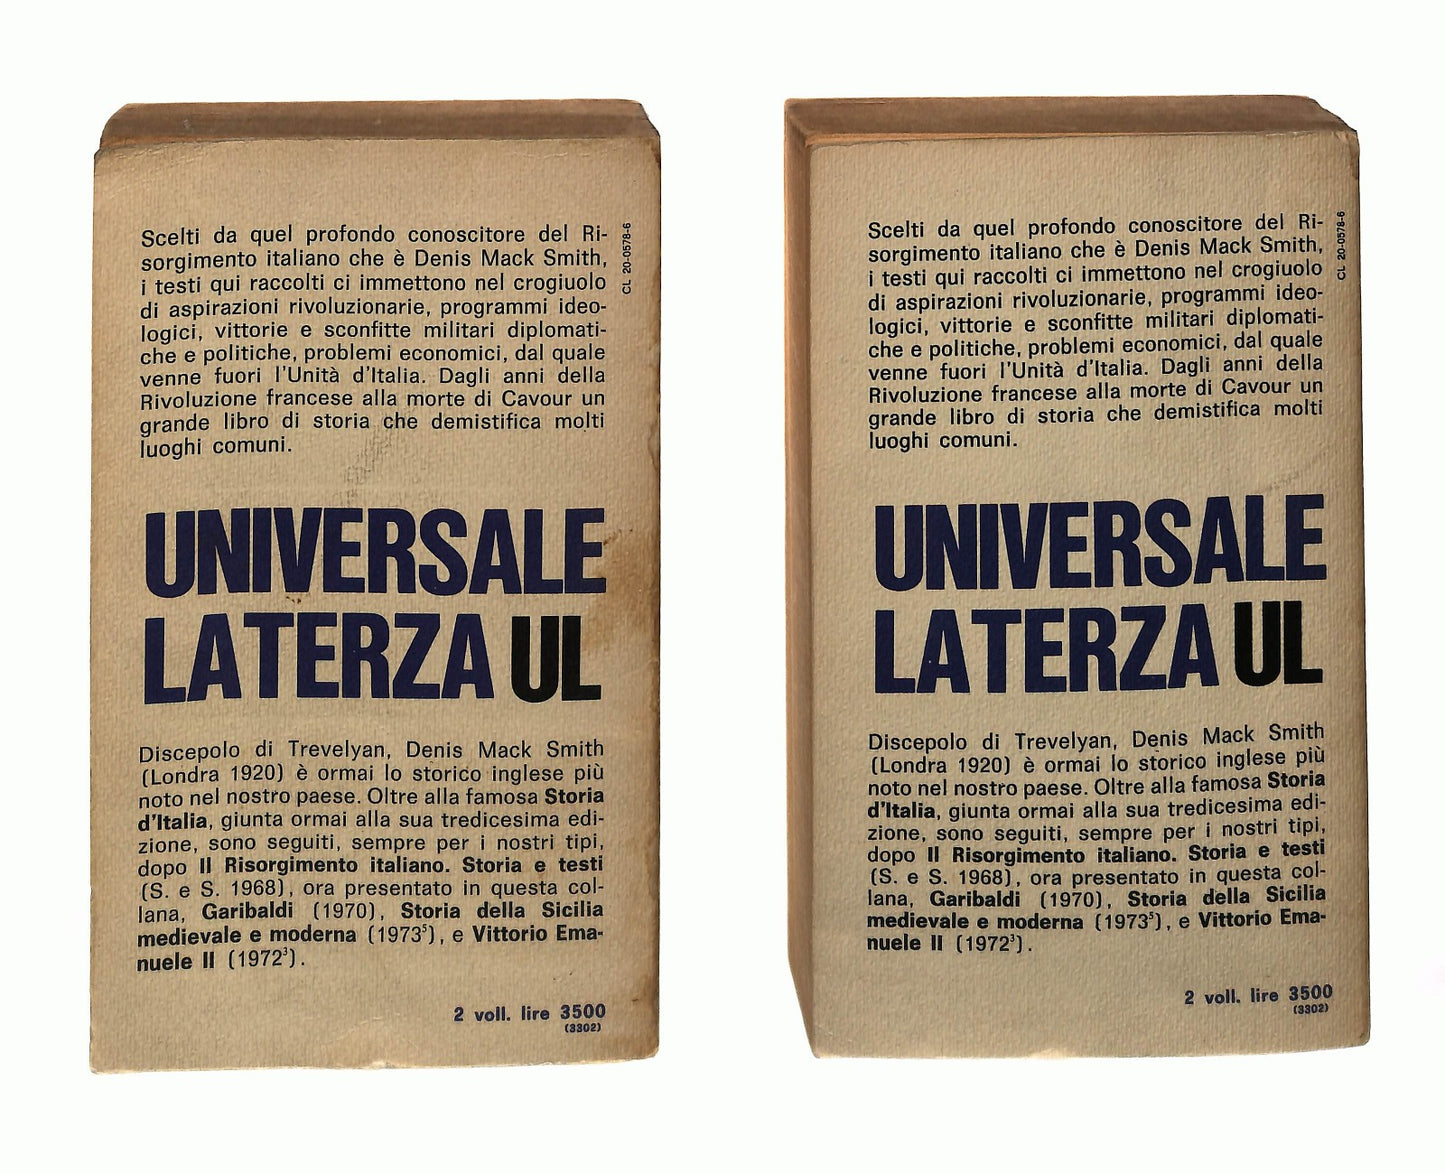 Scelti da quel profondo conoscitore del Ri-
sorgimento italiano che è Denis Mack Smith,
i testi qui raccolti ci immettono nel crogiuolo
di aspirazioni rivoluzionarie, programmi ideo-
logici, vittorie e sconfitte militari diplomati-
che e politiche, problemi economici, dal quale
venne fuori l'Unità d'Italia. Dagli anni della
Rivoluzione francese alla morte di Cavour un
grande libro di storia che demistifica molti
luoghi comuni.
CL 20-0578-6
UNIVERSALE
LATERZA UL
Discepolo di Trevelyan, Denis Mack Smith
(Londra 1920) è ormai lo storico inglese più
noto nel nostro paese. Oltre alla famosa Storia
d'Italia, giunta ormai alla sua tredicesima edi-
zione, sono seguiti, sempre per i nostri tipi,
dopo Il Risorgimento italiano. Storia e testi
(S. e S. 1968), ora presentato in questa col-
lana, Garibaldi (1970), Storia della Sicilia
medievale e moderna (1973⁵), e Vittorio Ema-
nuele II (1972³).
2 voll. lire 3500
(3302)
Scelti da quel profondo conoscitore del Ri-
sorgimento italiano che è Denis Mack Smith,
i testi qui raccolti ci immettono nel crogiuolo
di aspirazioni rivoluzionarie, programmi ideo-
logici, vittorie e sconfitte militari diplomati-
che e politiche, problemi economici, dal quale
venne fuori l'Unità d'Italia. Dagli anni della
Rivoluzione francese alla morte di Cavour un
grande libro di storia che demistifica molti
luoghi comuni.
CL 20-0578-6
UNIVERSALE
LATERZA UL
Discepolo di Trevelyan, Denis Mack Smith
(Londra 1920) è ormai lo storico inglese più
noto nel nostro paese. Oltre alla famosa Storia
d'Italia, giunta ormai alla sua tredicesima edi-
zione, sono seguiti, sempre per i nostri tipi,
dopo Il Risorgimento italiano. Storia e testi
(S. e S. 1968), ora presentato in questa col-
lana, Garibaldi (1970), Storia della Sicilia
medievale e moderna (1973⁵), e Vittorio Ema-
nuele II (1972³).
2 voll. lire 3500
(3302)